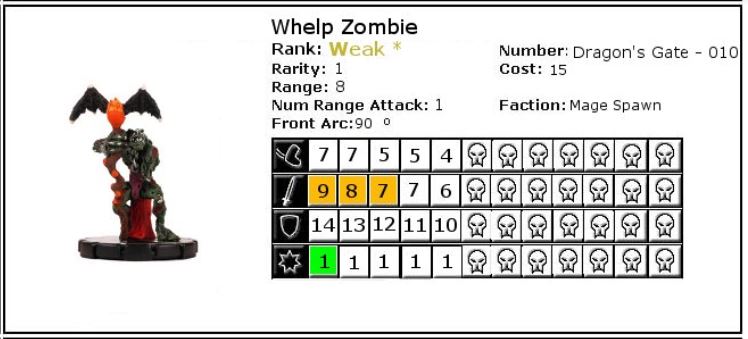 Whelp Zombie
Rank: Weak *
Number: Dragon's Gate - 010
Rarity: 1
Cost: 15
Range: 8
Num Range Attack: 1
Faction: Mage Spawn
Front Arc:90 º
7 7 5 5 4
9 8 7 7 6
14 13 12 11 10
1 1 1 1 1